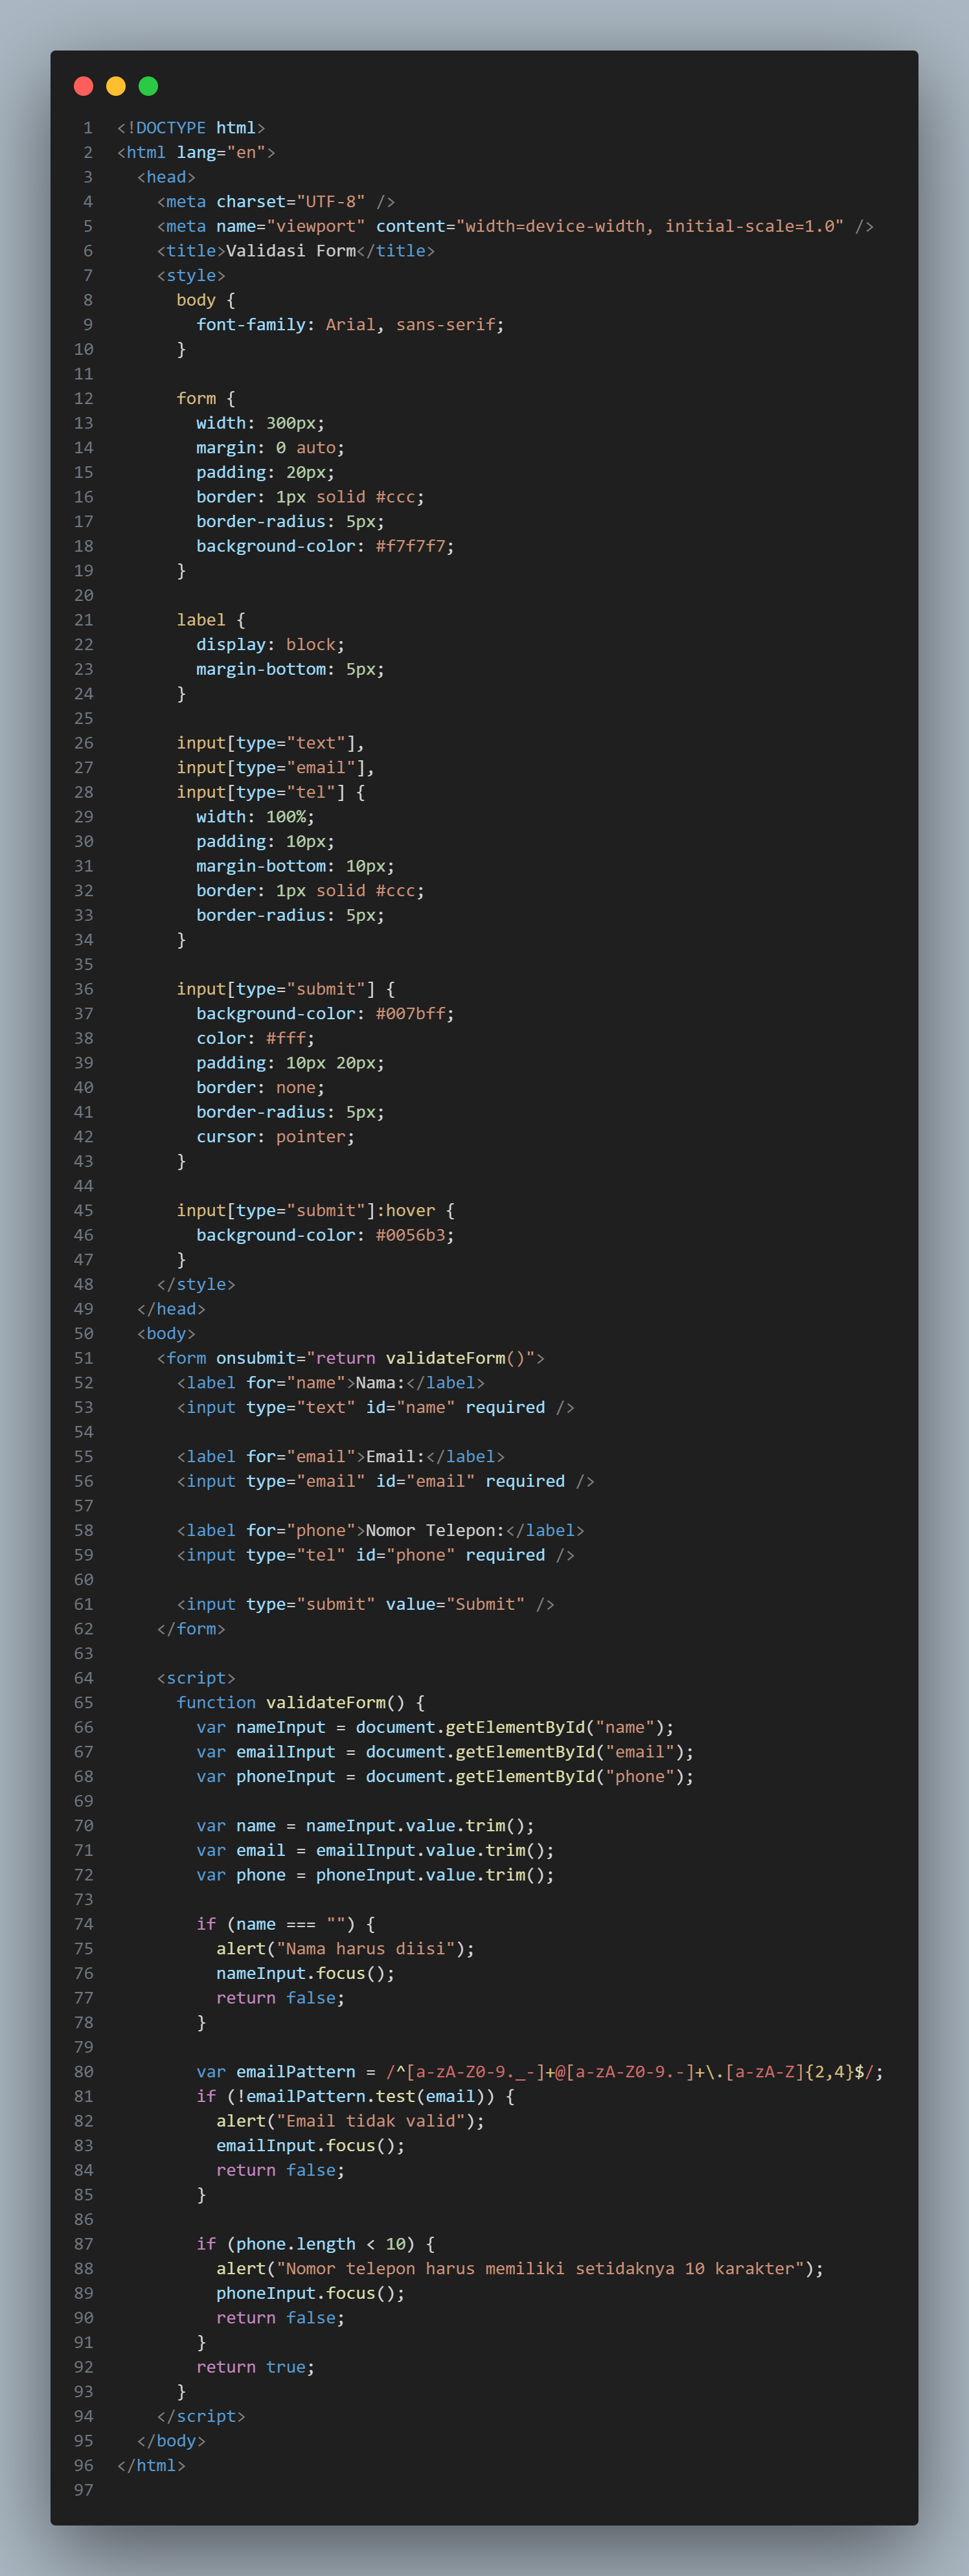 1 <!DOCTYPE html>
2 <html lang="en">
3   <head>
4     <meta charset="UTF-8" />
5     <meta name="viewport" content="width=device-width, initial-scale=1.0" />
6     <title>Validasi Form</title>
7     <style>
8       body {
9         font-family: Arial, sans-serif;
10       }
11
12       form {
13         width: 300px;
14         margin: 0 auto;
15         padding: 20px;
16         border: 1px solid #ccc;
17         border-radius: 5px;
18         background-color: #f7f7f7;
19       }
20
21       label {
22         display: block;
23         margin-bottom: 5px;
24       }
25
26       input[type="text"],
27       input[type="email"],
28       input[type="tel"] {
29         width: 100%;
30         padding: 10px;
31         margin-bottom: 10px;
32         border: 1px solid #ccc;
33         border-radius: 5px;
34       }
35
36       input[type="submit"] {
37         background-color: #007bff;
38         color: #fff;
39         padding: 10px 20px;
40         border: none;
41         border-radius: 5px;
42         cursor: pointer;
43       }
44
45       input[type="submit"]:hover {
46         background-color: #0056b3;
47       }
48     </style>
49   </head>
50   <body>
51     <form onsubmit="return validateForm()">
52       <label for="name">Nama:</label>
53       <input type="text" id="name" required />
54
55       <label for="email">Email:</label>
56       <input type="email" id="email" required />
57
58       <label for="phone">Nomor Telepon:</label>
59       <input type="tel" id="phone" required />
60
61       <input type="submit" value="Submit" />
62     </form>
63
64     <script>
65       function validateForm() {
66         var nameInput = document.getElementById("name");
67         var emailInput = document.getElementById("email");
68         var phoneInput = document.getElementById("phone");
69
70         var name = nameInput.value.trim();
71         var email = emailInput.value.trim();
72         var phone = phoneInput.value.trim();
73
74         if (name === "") {
75           alert("Nama harus diisi");
76           nameInput.focus();
77           return false;
78         }
79
80         var emailPattern = /^[a-zA-Z0-9._-]+@[a-zA-Z0-9.-]+\.[a-zA-Z]{2,4}$/;
81         if (!emailPattern.test(email)) {
82           alert("Email tidak valid");
83           emailInput.focus();
84           return false;
85         }
86
87         if (phone.length < 10) {
88           alert("Nomor telepon harus memiliki setidaknya 10 karakter");
89           phoneInput.focus();
90           return false;
91         }
92         return true;
93       }
94     </script>
95   </body>
96 </html>
97